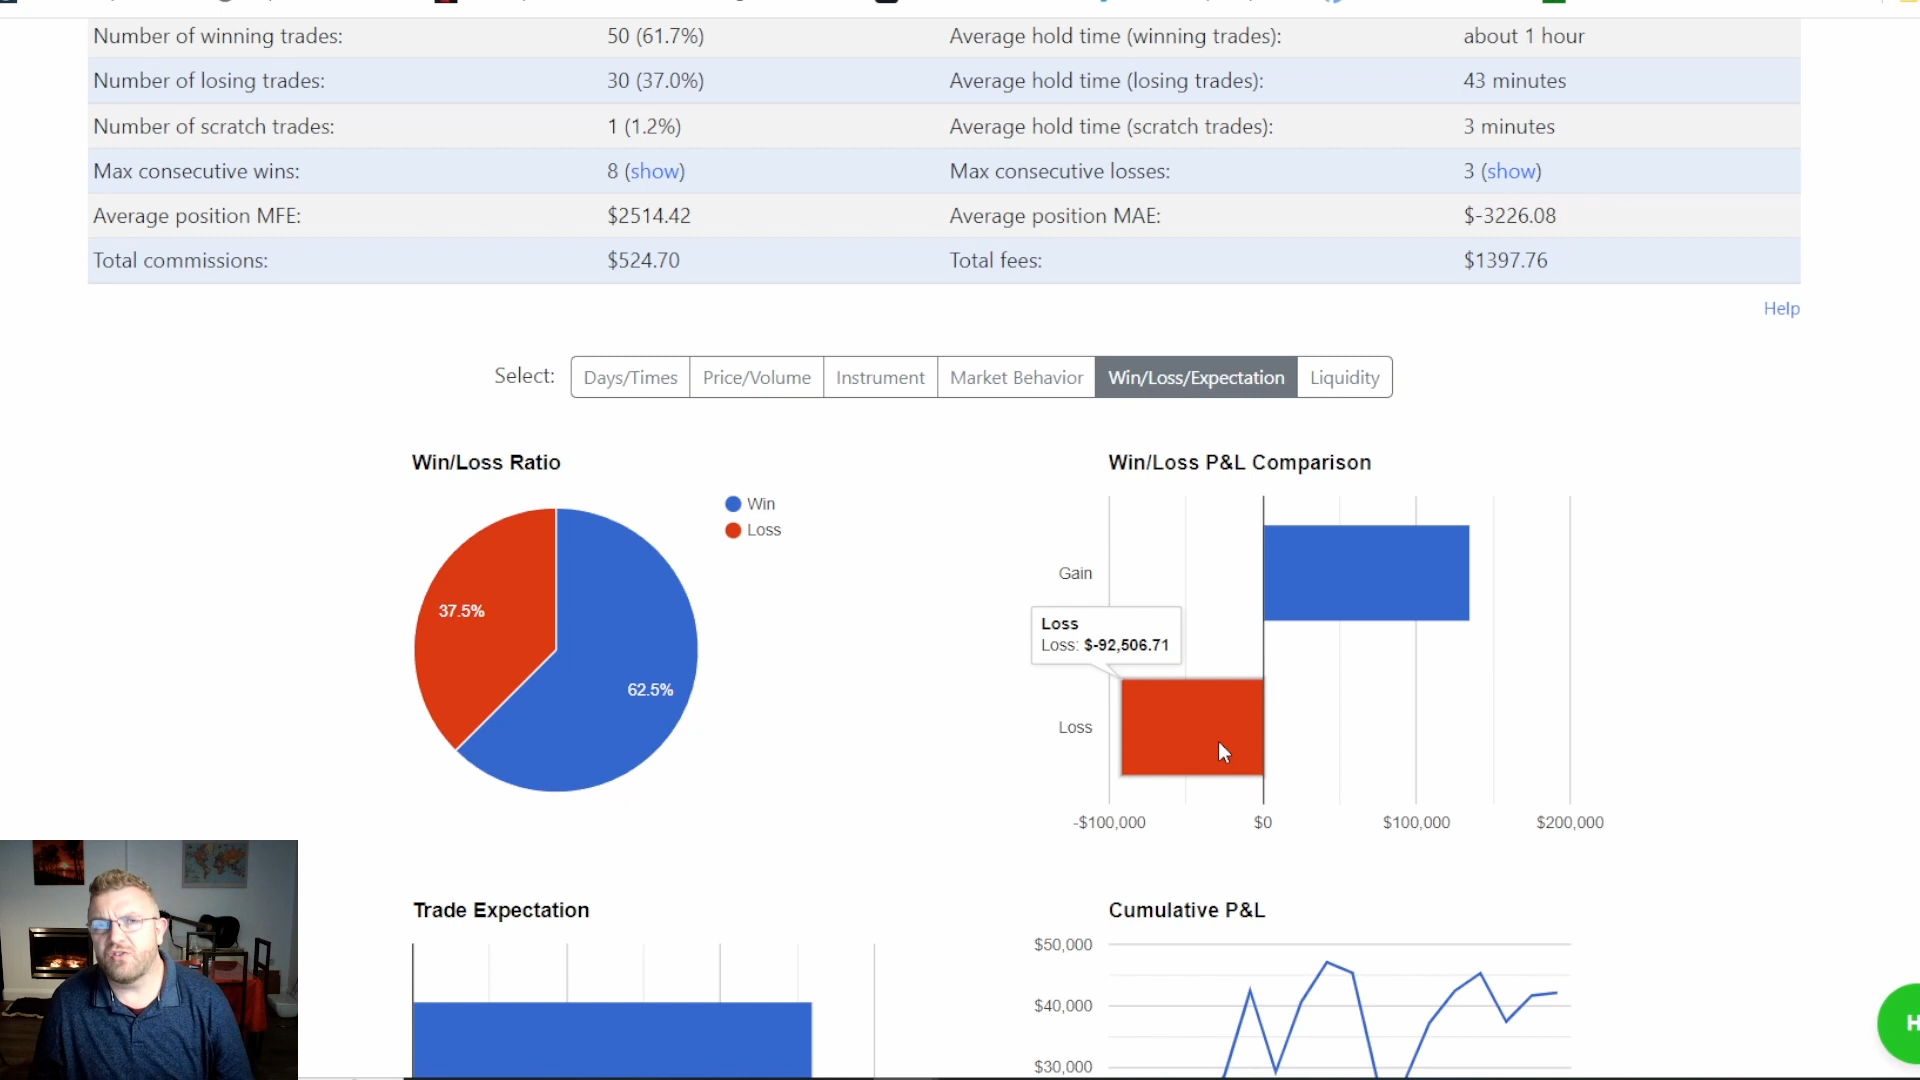 Number of winning trades: 50 (61.7%) Average hold time (winning trades): about 1 hour
Number of losing trades: 30 (37.0%) Average hold time (losing trades): 43 minutes
Number of scratch trades: 1 (1.2%) Average hold time (scratch trades): 3 minutes
Max consecutive wins: 8 (show) Max consecutive losses: 3 (show)
Average position MFE: $2514.42 Average position MAE: $-3226.08
Total commissions: $524.70 Total fees: $1397.76
Help
Select: Days/Times Price/Volume Instrument Market Behavior Win/Loss/Expectation Liquidity
Win/Loss Ratio
Win
Loss
37.5%
62.5%
Win/Loss P&L Comparison
Gain
Loss
Loss: $-92,506.71
Loss
-$100,000 $0 $100,000 $200,000
Trade Expectation
Cumulative P&L
$50,000
$40,000
$30,000